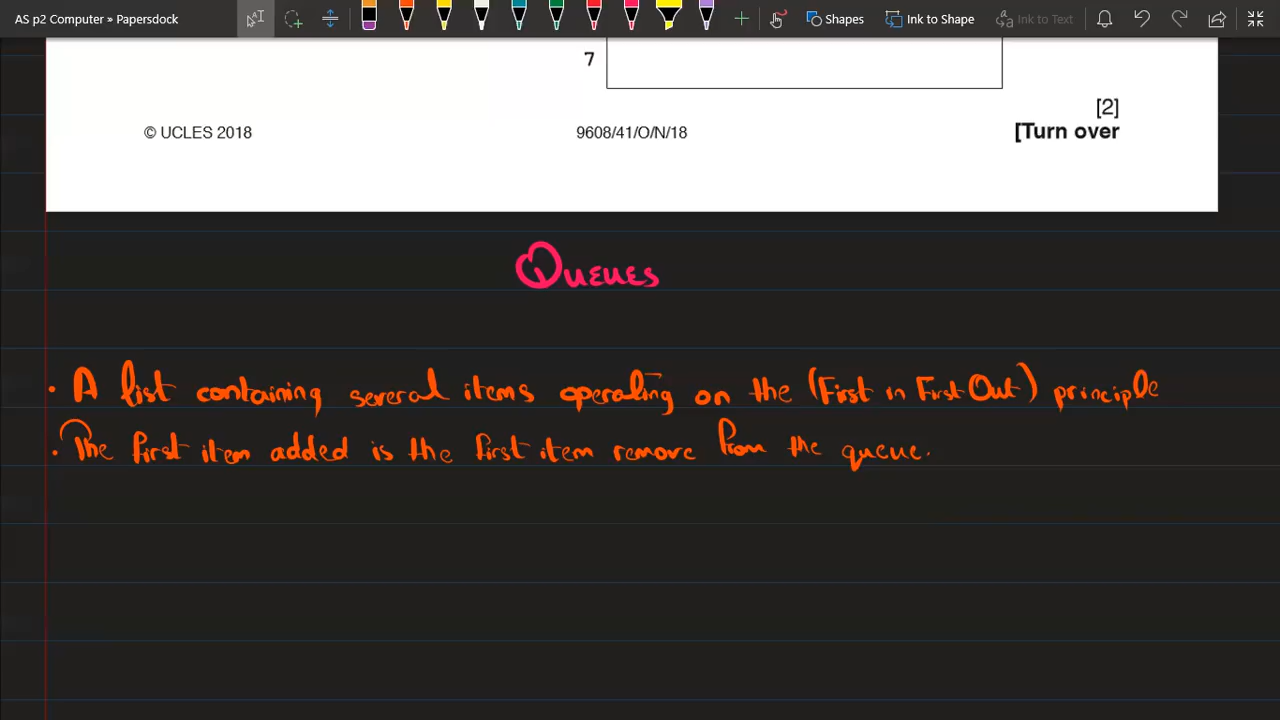 AS p2 Computer » Papersdock
Shapes
Ink to Shape
Ink to Text
7
[2]
© UCLES 2018
9608/41/O/N/18
[Turn over
Queues
• A list containing several items operating on the (First in First Out) principle
• The first item added is the first item remove from the queue.